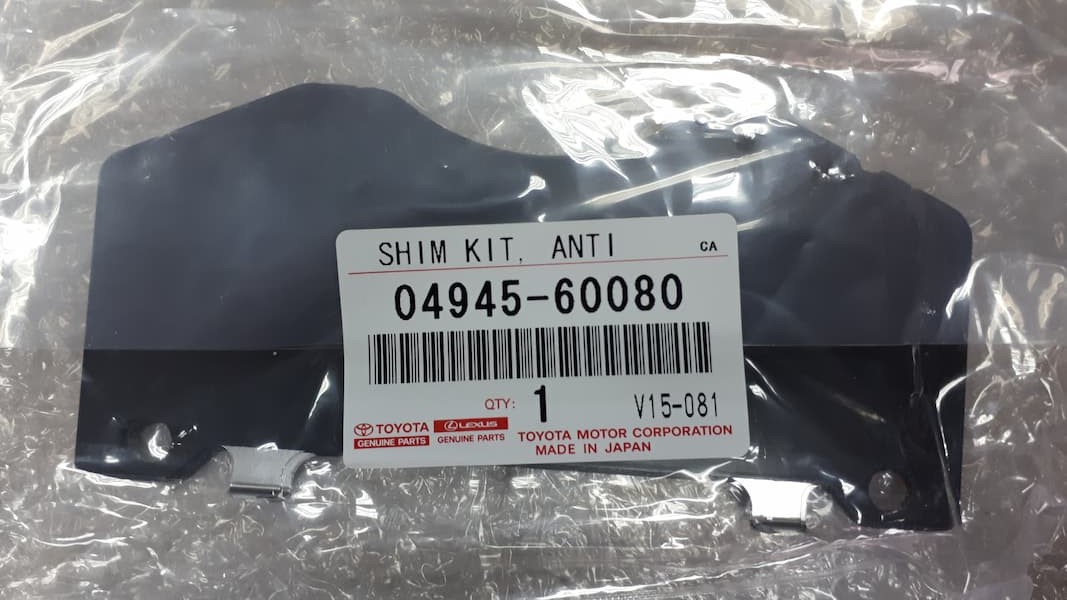 SHIM KIT, ANTI CA
04945-60080
QTY: 1 V15-081
TOYOTA LEXUS
GENUINE PARTS GENUINE PARTS
TOYOTA MOTOR CORPORATION
MADE IN JAPAN